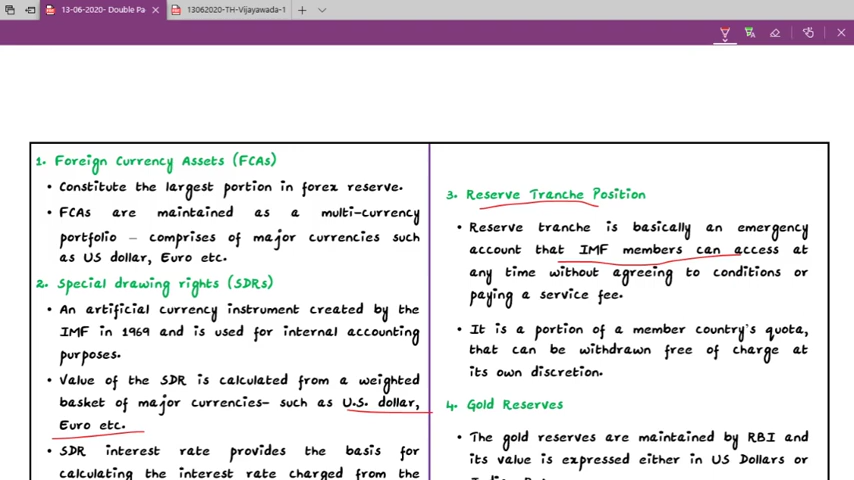 13-06-2020- Double Pa
13062020-TH-Vijayawada-1
1. Foreign Currency Assets (FCAs)
• Constitute the largest portion in forex reserve.
• FCAs are maintained as a multi-currency
portfolio – comprises of major currencies such
as US dollar, Euro etc.
2. Special drawing rights (SDRs)
• An artificial currency instrument created by the
IMF in 1969 and is used for internal accounting
purposes.
• Value of the SDR is calculated from a weighted
basket of major currencies- such as U.S. dollar,
Euro etc.
• SDR interest rate provides the basis for
calculating the interest rate charged from the
3. Reserve Tranche Position
• Reserve tranche is basically an emergency
account that IMF members can access at
any time without agreeing to conditions or
paying a service fee.
• It is a portion of a member country's quota,
that can be withdrawn free of charge at
its own discretion.
4. Gold Reserves
• The gold reserves are maintained by RBI and
its value is expressed either in US Dollars or